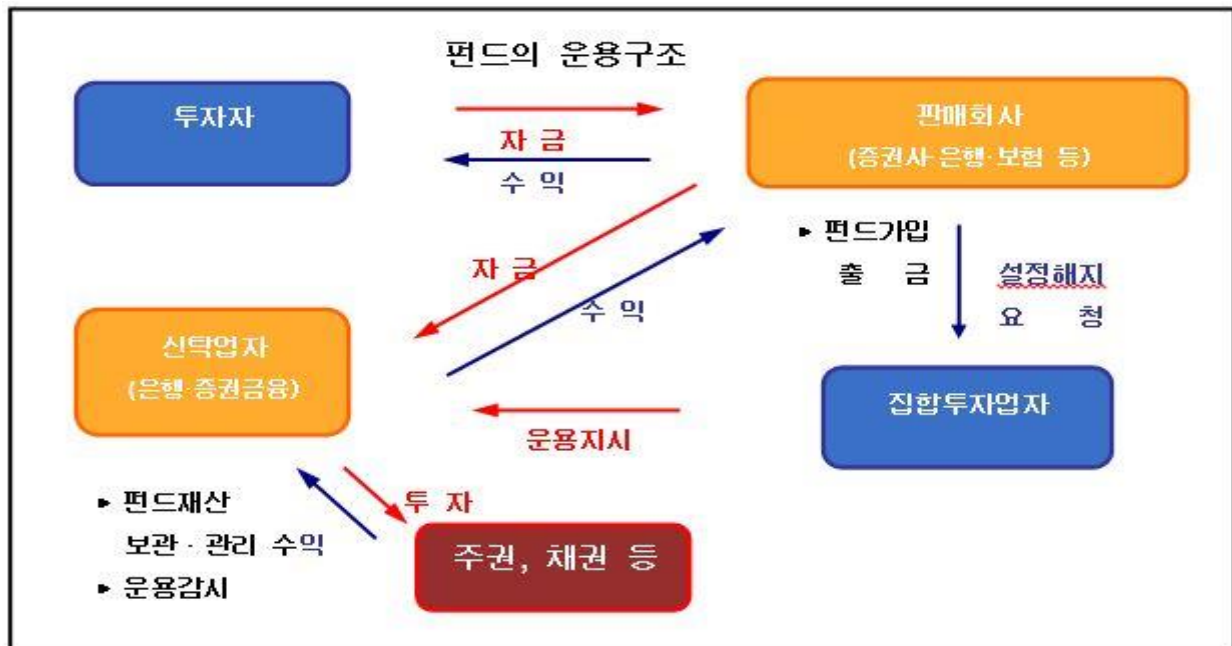 펀드의 운용구조
투자자
자 금
수 익
판매회사
(증권사·은행·보험 등)
▸ 펀드가입
출 금
설정해지
요 청
자 금
수 익
신탁업자
(은행·증권금융)
운용지시
집합투자업자
▸ 펀드재산
보관·관리 수익
▸ 운용감시
투 자
주권, 채권 등